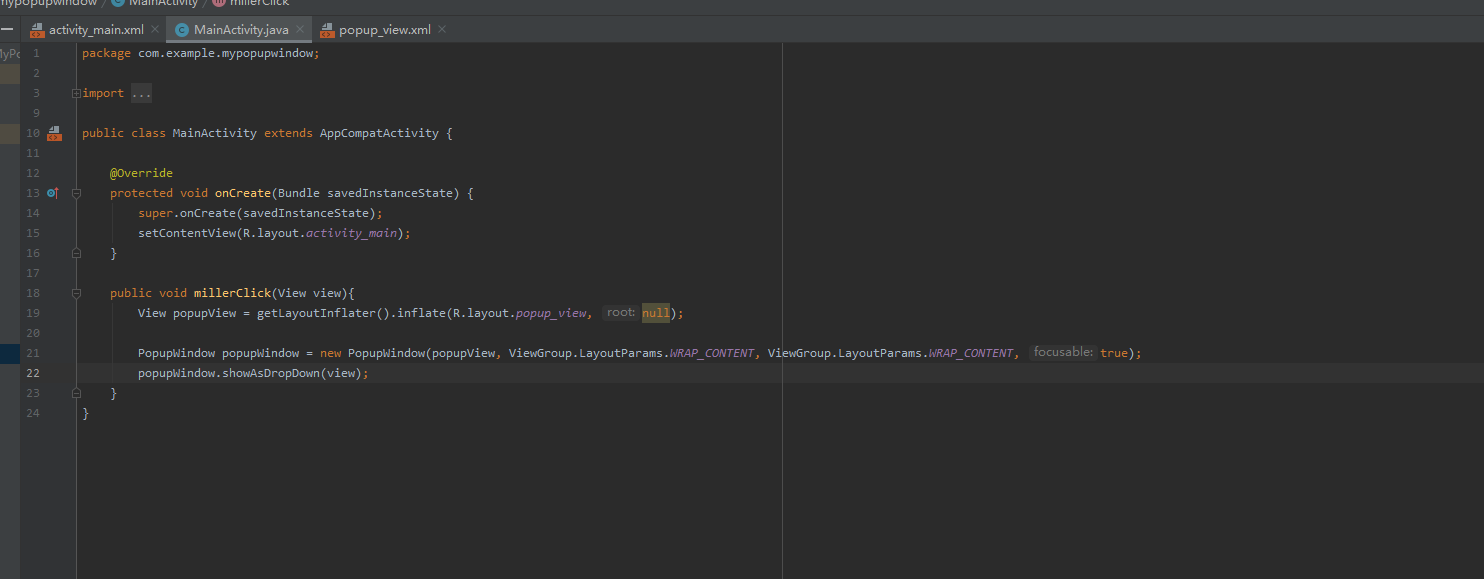 mypopupwindow / MainActivity / millerClick
activity_main.xml MainActivity.java popup_view.xml
1 package com.example.mypopupwindow;
2
3 import ...
9
10 public class MainActivity extends AppCompatActivity {
11
12 @Override
13 protected void onCreate(Bundle savedInstanceState) {
14 super.onCreate(savedInstanceState);
15 setContentView(R.layout.activity_main);
16 }
17
18 public void millerClick(View view){
19 View popupView = getLayoutInflater().inflate(R.layout.popup_view, root: null);
20
21 PopupWindow popupWindow = new PopupWindow(popupView, ViewGroup.LayoutParams.WRAP_CONTENT, ViewGroup.LayoutParams.WRAP_CONTENT, focusable: true);
22 popupWindow.showAsDropDown(view);
23 }
24 }